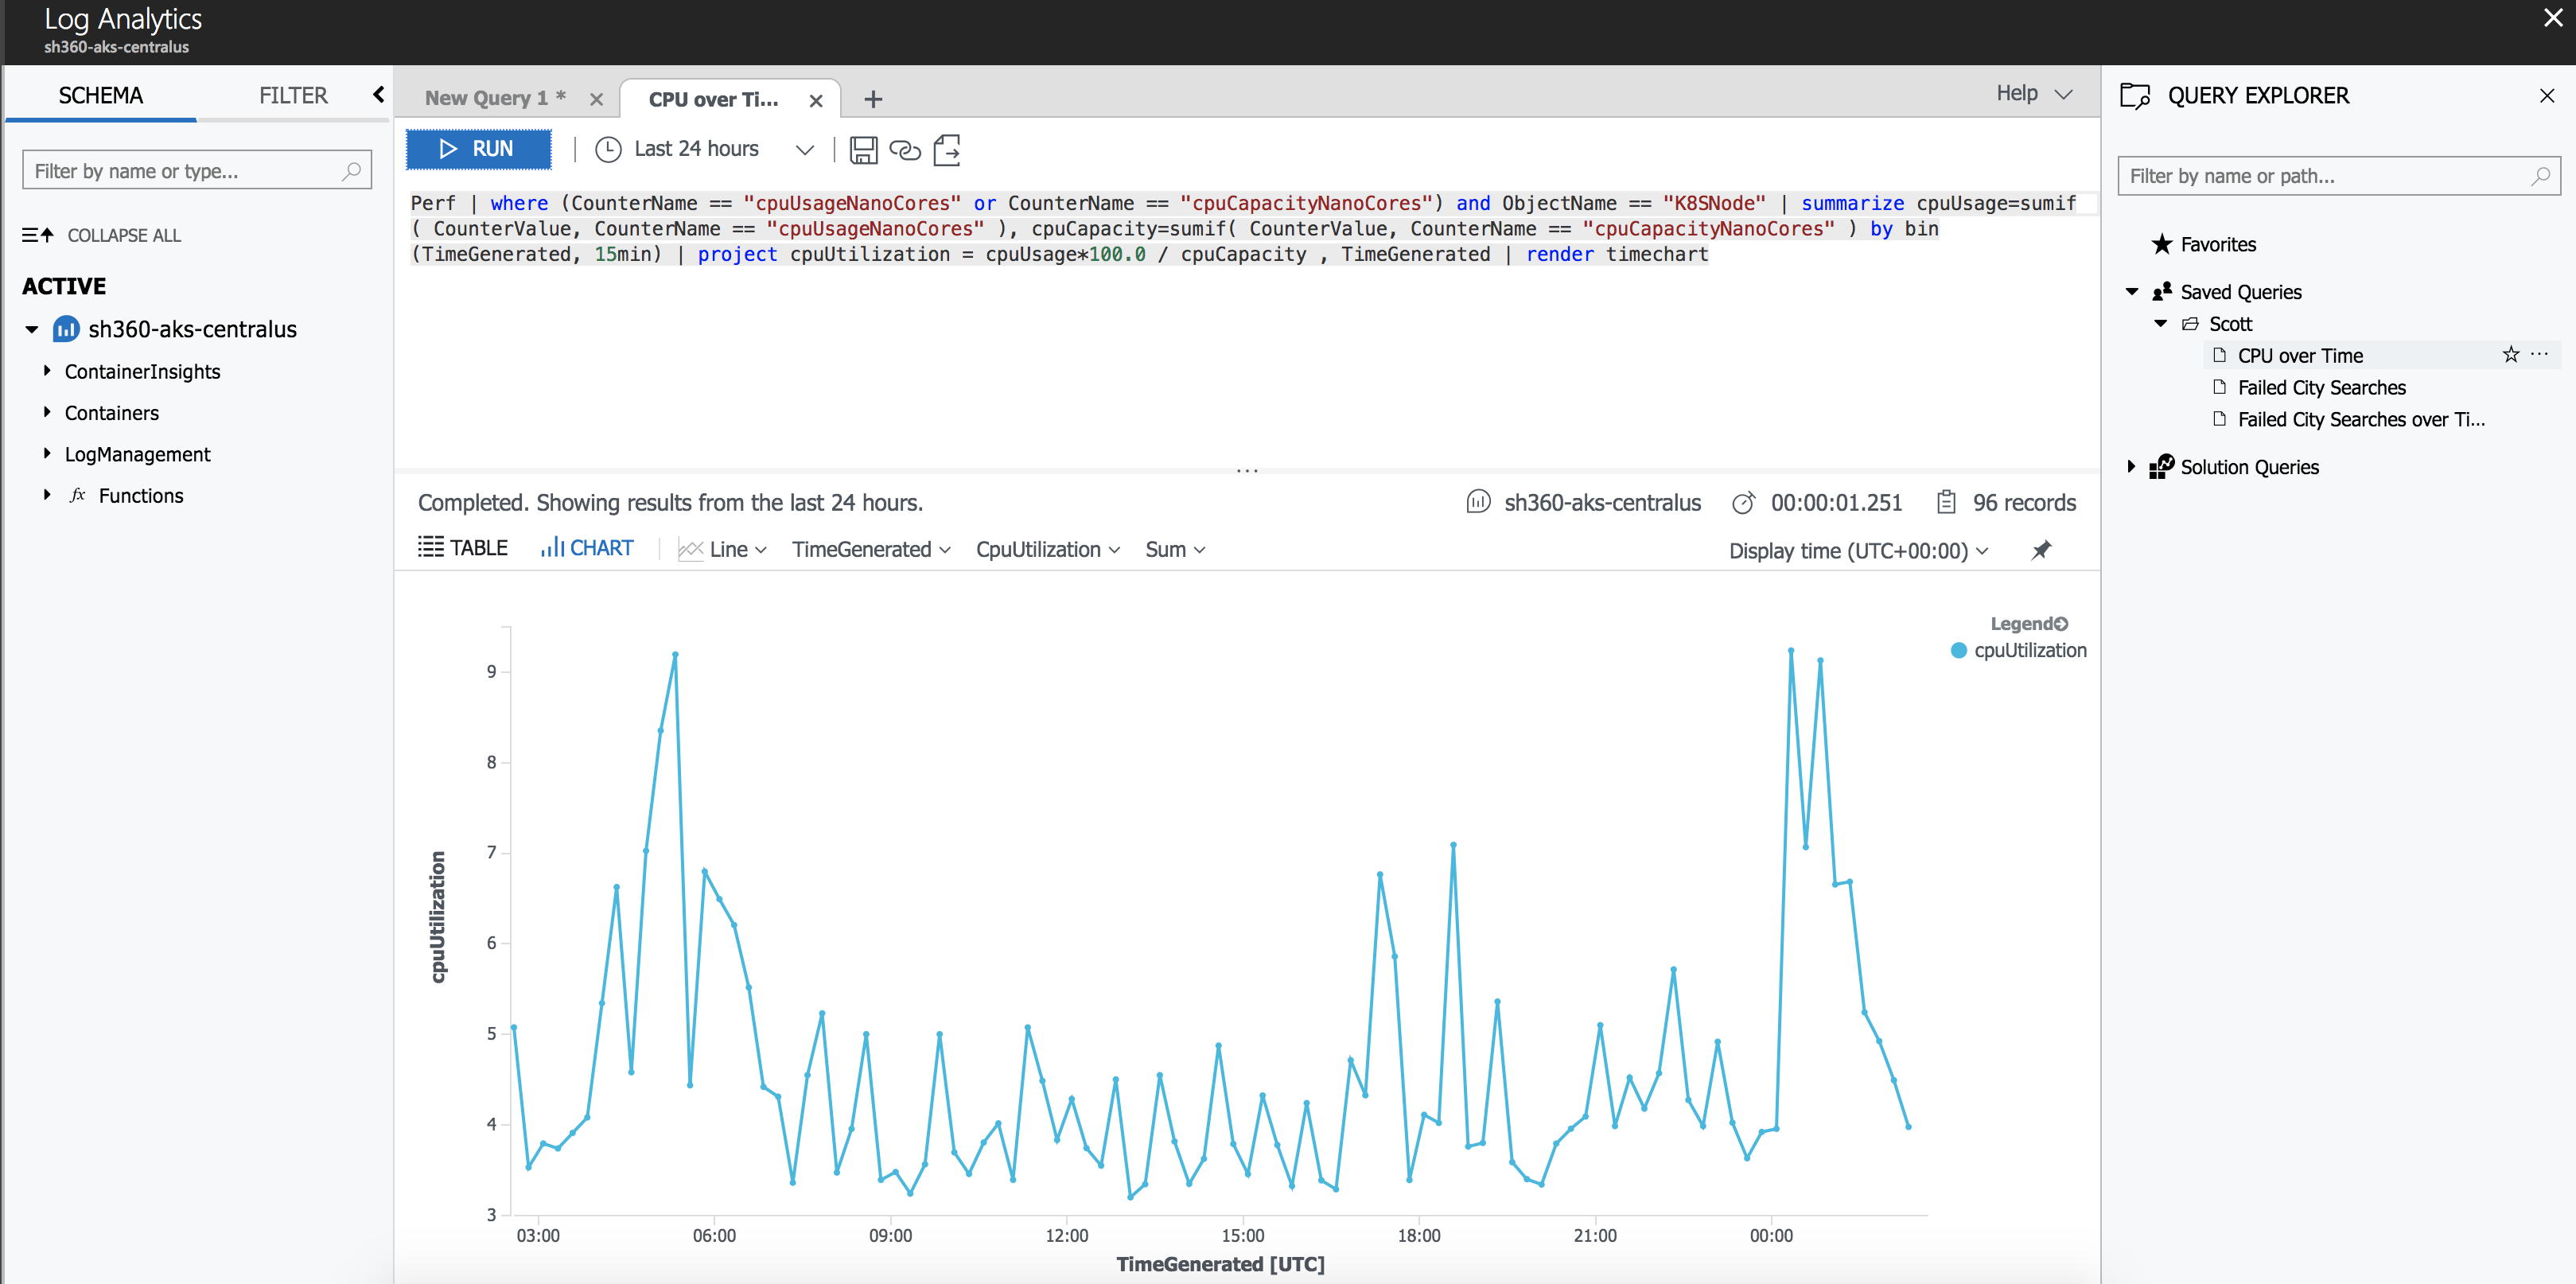 Log Analytics
sh360-aks-centralus
SCHEMA FILTER
Filter by name or type...
COLLAPSE ALL
ACTIVE
sh360-aks-centralus
ContainerInsights
Containers
LogManagement
fx Functions
New Query 1 *
CPU over Ti...
Help
RUN
Last 24 hours
Perf | where (CounterName == "cpuUsageNanoCores" or CounterName == "cpuCapacityNanoCores") and ObjectName == "K8SNode" | summarize cpuUsage=sumif
( CounterValue, CounterName == "cpuUsageNanoCores" ), cpuCapacity=sumif( CounterValue, CounterName == "cpuCapacityNanoCores" ) by bin
(TimeGenerated, 15min) | project cpuUtilization = cpuUsage*100.0 / cpuCapacity , TimeGenerated | render timechart
...
Completed. Showing results from the last 24 hours.
sh360-aks-centralus
00:00:01.251
96 records
TABLE CHART Line TimeGenerated CpuUtilization Sum
Display time (UTC+00:00)
Legend
cpuUtilization
cpuUtilization
9
8
7
6
5
4
3
03:00 06:00 09:00 12:00 15:00 18:00 21:00 00:00
TimeGenerated [UTC]
QUERY EXPLORER
Filter by name or path...
Favorites
Saved Queries
Scott
CPU over Time
...
Failed City Searches
Failed City Searches over Ti...
Solution Queries